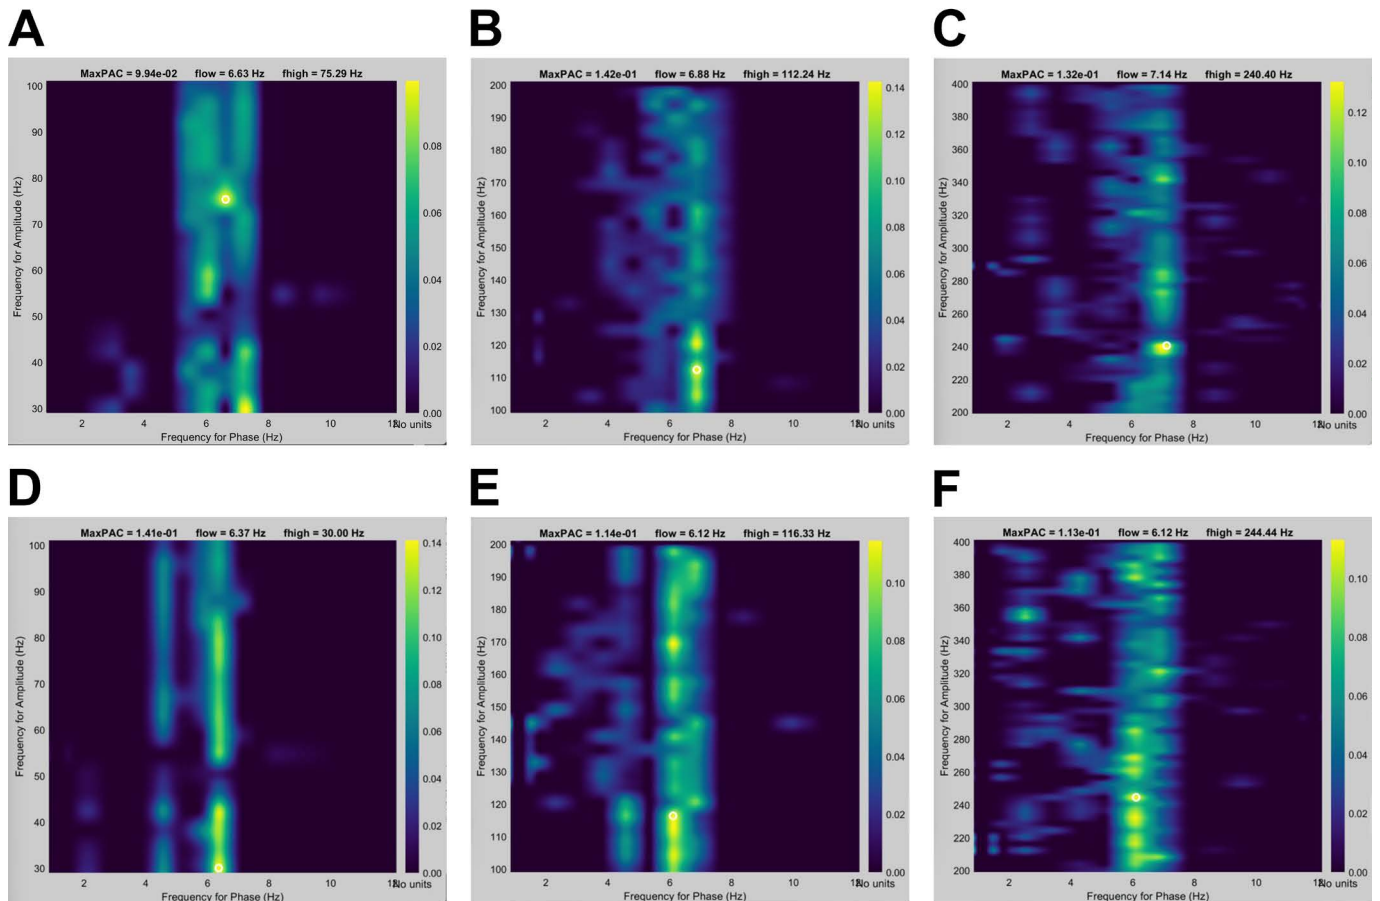 A
B
C
MaxPAC = 9.94e-02 flow = 6.63 Hz fhigh = 75.29 Hz
100
90
80
70
60
50
40
30
Frequency for Amplitude (Hz)
2 4 6 8 10 12
No units
Frequency for Phase (Hz)
0.08
0.06
0.04
0.02
0.00
MaxPAC = 1.42e-01 flow = 6.88 Hz fhigh = 112.24 Hz
200
190
180
170
160
150
140
130
120
110
100
Frequency for Amplitude (Hz)
2 4 6 8 10 12
No units
Frequency for Phase (Hz)
0.14
0.12
0.10
0.08
0.06
0.04
0.02
0.00
MaxPAC = 1.32e-01 flow = 7.14 Hz fhigh = 240.40 Hz
400
380
360
340
320
300
280
260
240
220
200
Frequency for Amplitude (Hz)
2 4 6 8 10 12
No units
Frequency for Phase (Hz)
0.12
0.10
0.08
0.06
0.04
0.02
0.00
D
E
F
MaxPAC = 1.41e-01 flow = 6.37 Hz fhigh = 30.00 Hz
100
90
80
70
60
50
40
30
Frequency for Amplitude (Hz)
2 4 6 8 10 12
No units
Frequency for Phase (Hz)
0.14
0.12
0.10
0.08
0.06
0.04
0.02
0.00
MaxPAC = 1.14e-01 flow = 6.12 Hz fhigh = 116.33 Hz
200
190
180
170
160
150
140
130
120
110
100
Frequency for Amplitude (Hz)
2 4 6 8 10 12
No units
Frequency for Phase (Hz)
0.10
0.08
0.06
0.04
0.02
0.00
MaxPAC = 1.13e-01 flow = 6.12 Hz fhigh = 244.44 Hz
400
380
360
340
320
300
280
260
240
220
200
Frequency for Amplitude (Hz)
2 4 6 8 10 12
No units
Frequency for Phase (Hz)
0.10
0.08
0.06
0.04
0.02
0.00